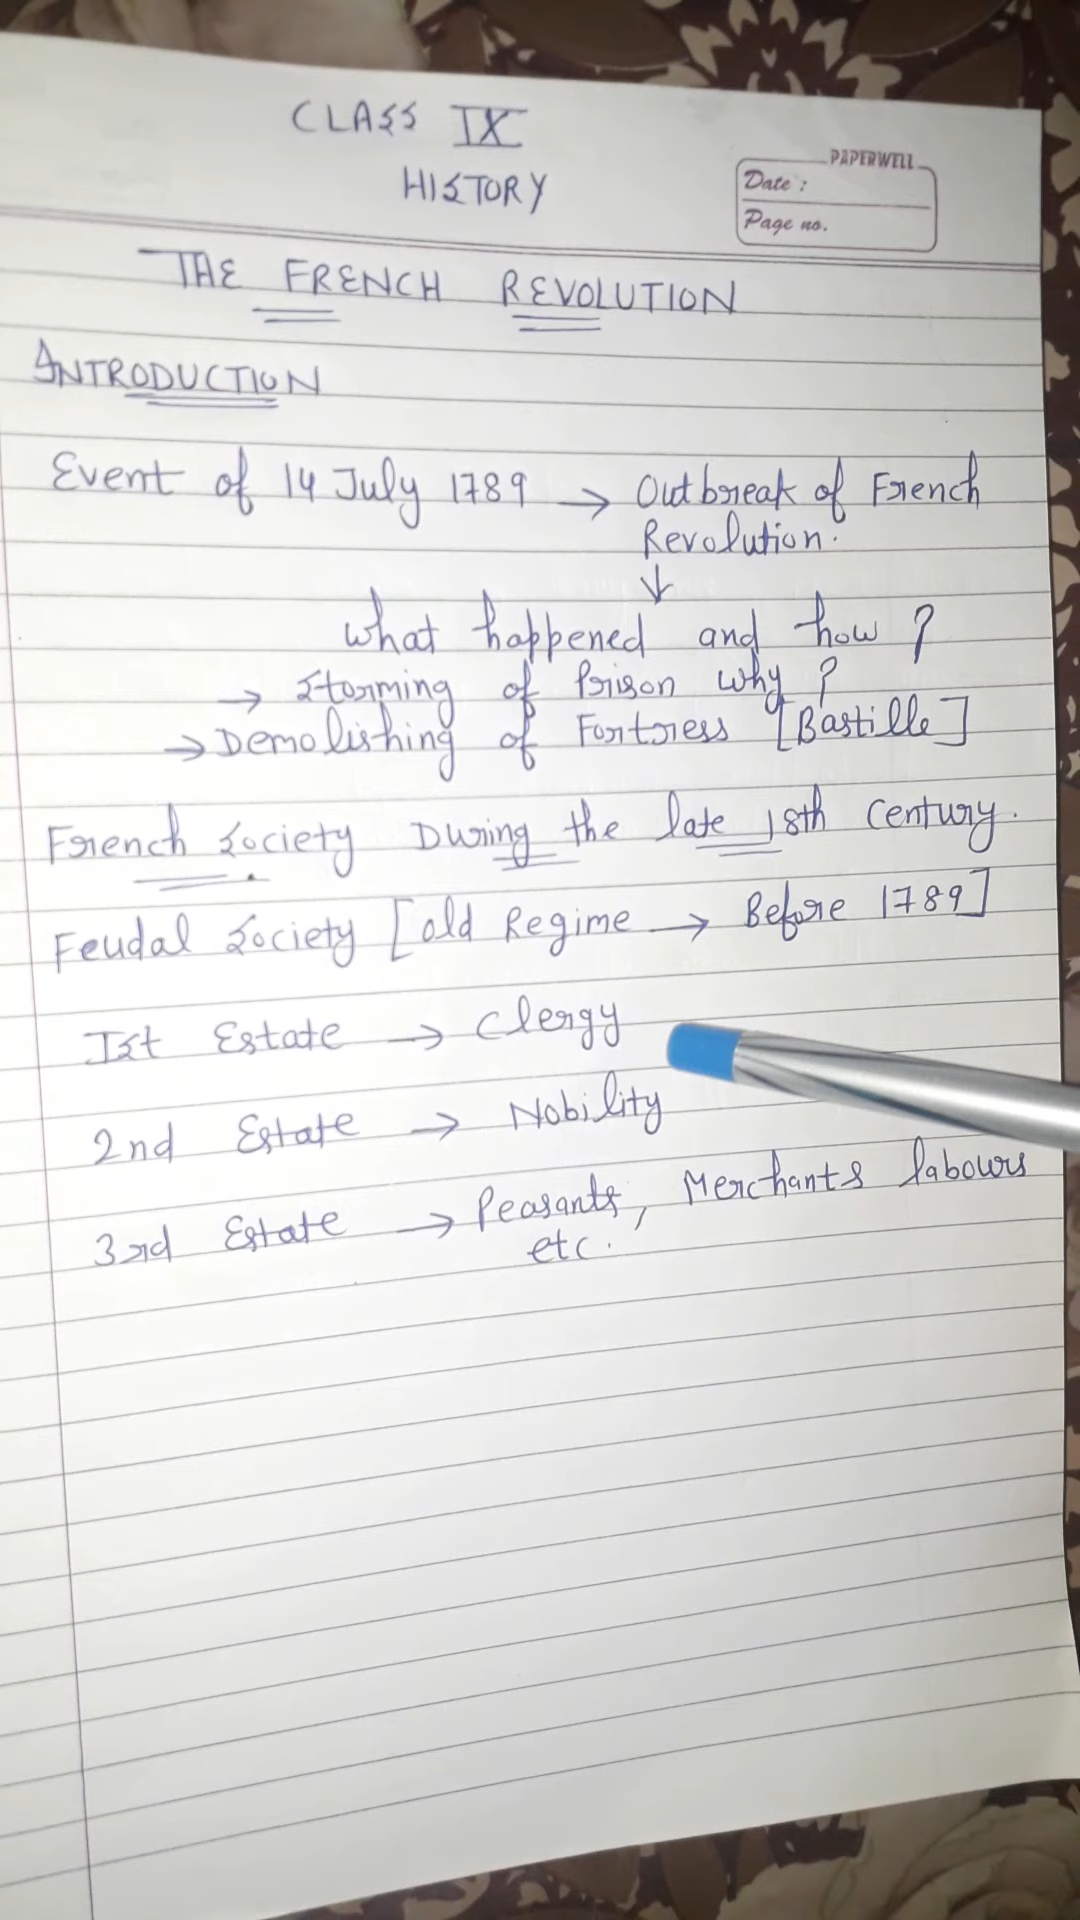 CLASS IX
HISTORY
PAPERWELL
Date :
Page no.
THE FRENCH REVOLUTION
INTRODUCTION
Event of 14 July 1789 → Outbreak of French
Revolution.
↓
What happened and how ?
→ Storming of Prison why ?
→ Demolishing of Fortress [Bastille]
French Society During the late 18th Century.
Feudal Society [old Regime → Before 1789]
Ist Estate → Clergy
2nd Estate → Nobility
3rd Estate → Peasants, Merchants labours
etc.